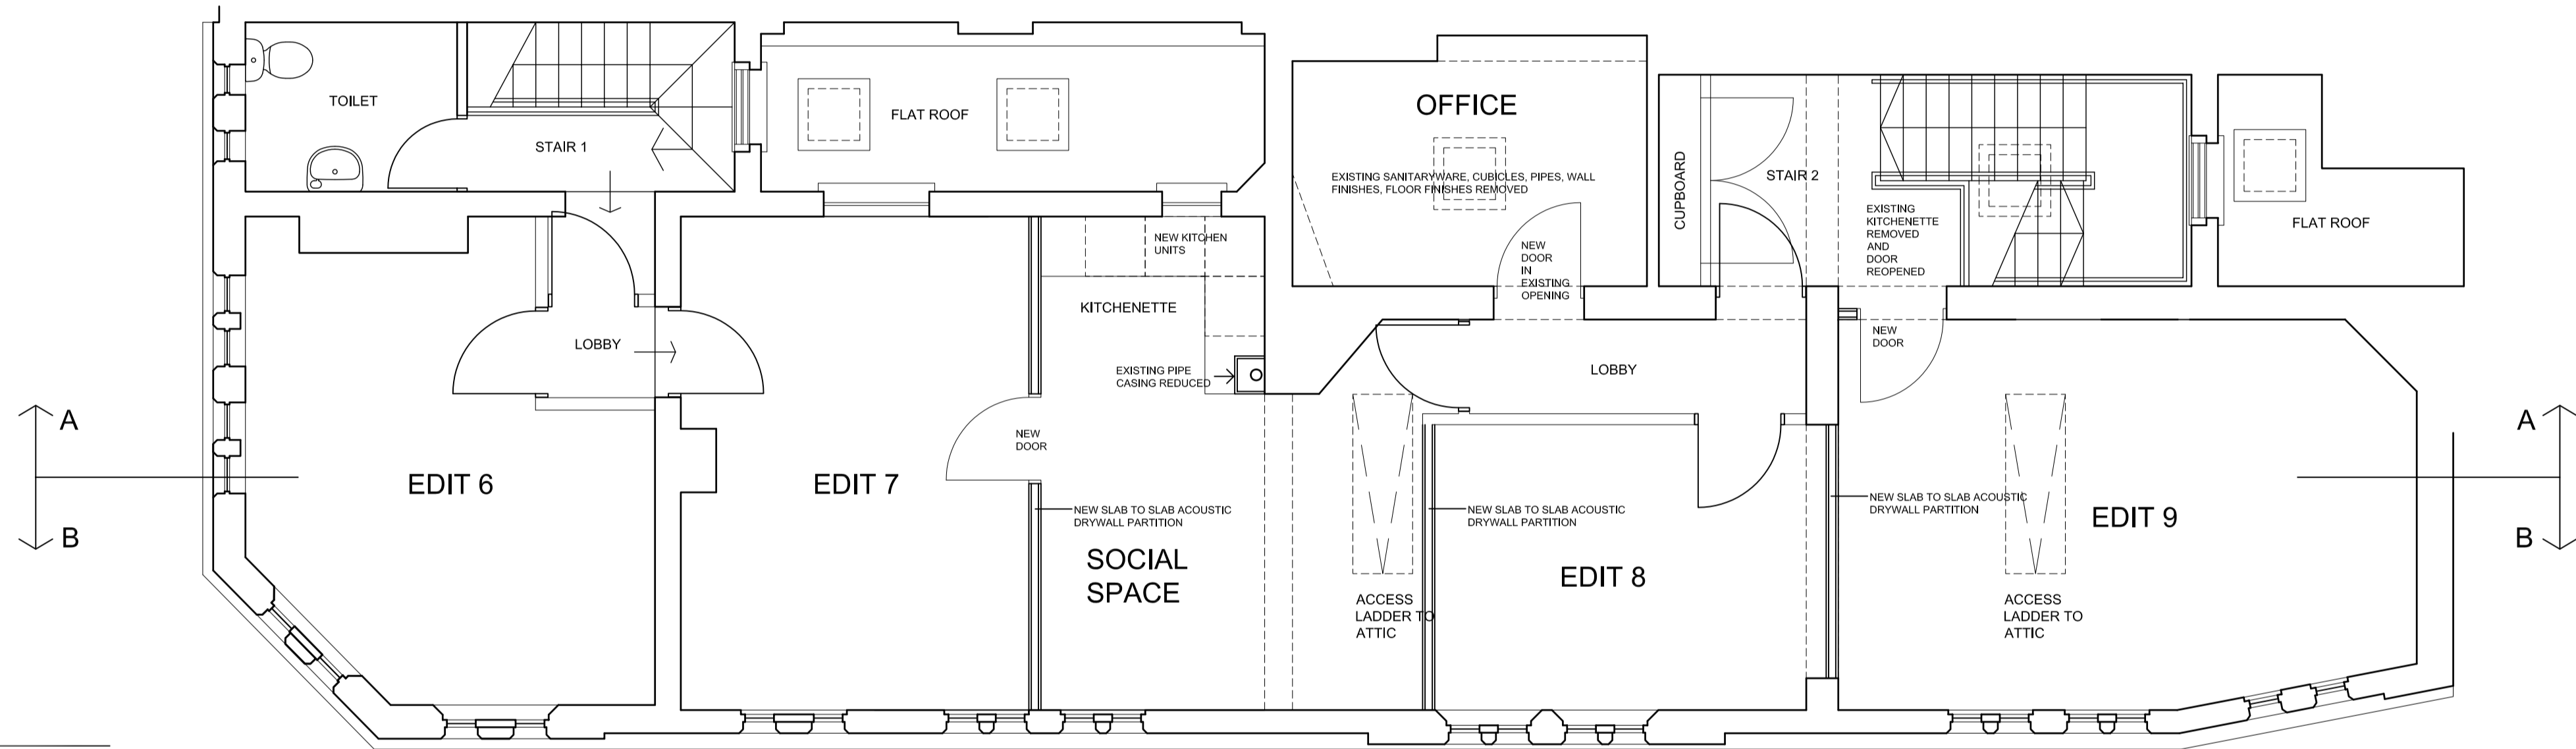 TOILET
STAIR 1
FLAT ROOF
OFFICE
EXISTING SANITARYWARE, CUBICLES, PIPES, WALL
FINISHES, FLOOR FINISHES REMOVED
CUPBOARD
STAIR 2
EXISTING
KITCHENETTE
REMOVED
AND
DOOR
REOPENED
FLAT ROOF
NEW KITCHEN
UNITS
NEW
DOOR
IN
EXISTING
OPENING
KITCHENETTE
LOBBY
EXISTING PIPE
CASING REDUCED
LOBBY
NEW
DOOR
A
B
A
B
NEW
DOOR
EDIT 6
EDIT 7
NEW SLAB TO SLAB ACOUSTIC
DRYWALL PARTITION
NEW SLAB TO SLAB ACOUSTIC
DRYWALL PARTITION
NEW SLAB TO SLAB ACOUSTIC
DRYWALL PARTITION
EDIT 9
SOCIAL
SPACE
EDIT 8
ACCESS
LADDER TO
ATTIC
ACCESS
LADDER TO
ATTIC